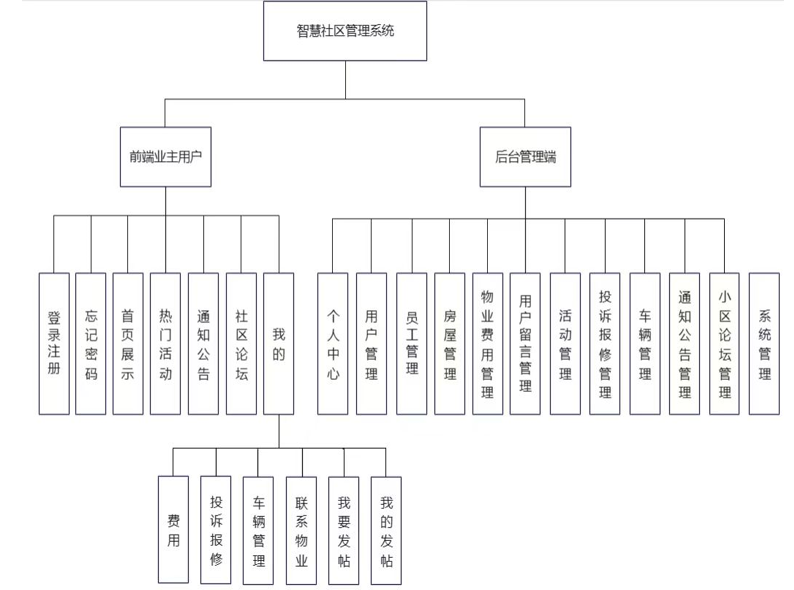 智慧社区管理系统
前端业主用户
后台管理端
登录注册
忘记密码
首页展示
热门活动
通知公告
社区论坛
我的
个人中心
用户管理
员工管理
房屋管理
物业费用管理
用户留言管理
活动管理
投诉报修管理
车辆管理
通知公告管理
小区论坛管理
系统管理
费用
投诉报修
车辆管理
联系物业
我要发帖
我的发帖